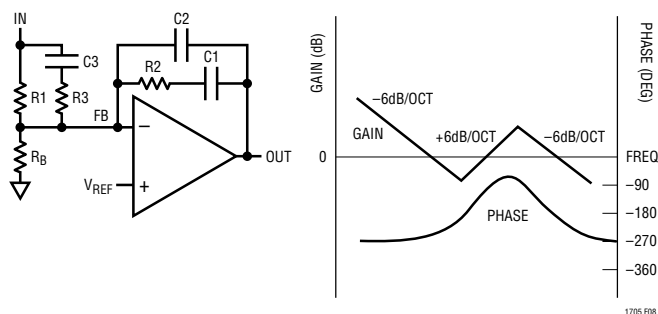 IN
C3
R1
R3
RB
FB
C2
R2
C1
VREF
−
+
OUT
GAIN (dB)
0
GAIN
−6dB/OCT
+6dB/OCT
−6dB/OCT
PHASE
PHASE (DEG)
FREQ
−90
−180
−270
−360
1705 F08